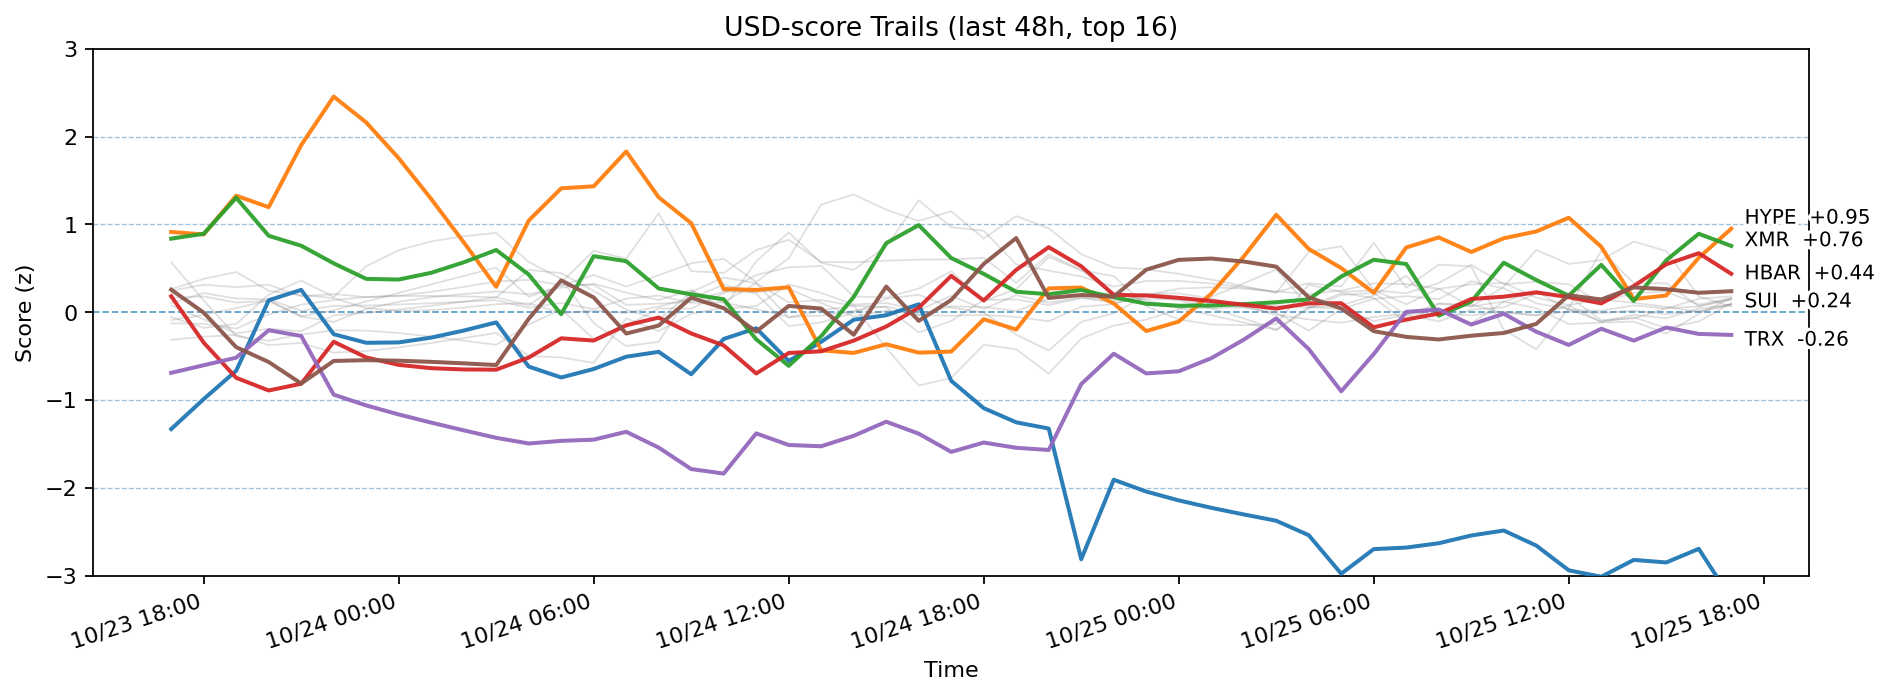 USD-score Trails (last 48h, top 16)
Score (z)
3
2
1
0
−1
−2
−3
HYPE +0.95
XMR +0.76
HBAR +0.44
SUI +0.24
TRX -0.26
10/23 18:00
10/24 00:00
10/24 06:00
10/24 12:00
10/24 18:00
10/25 00:00
10/25 06:00
10/25 12:00
10/25 18:00
Time